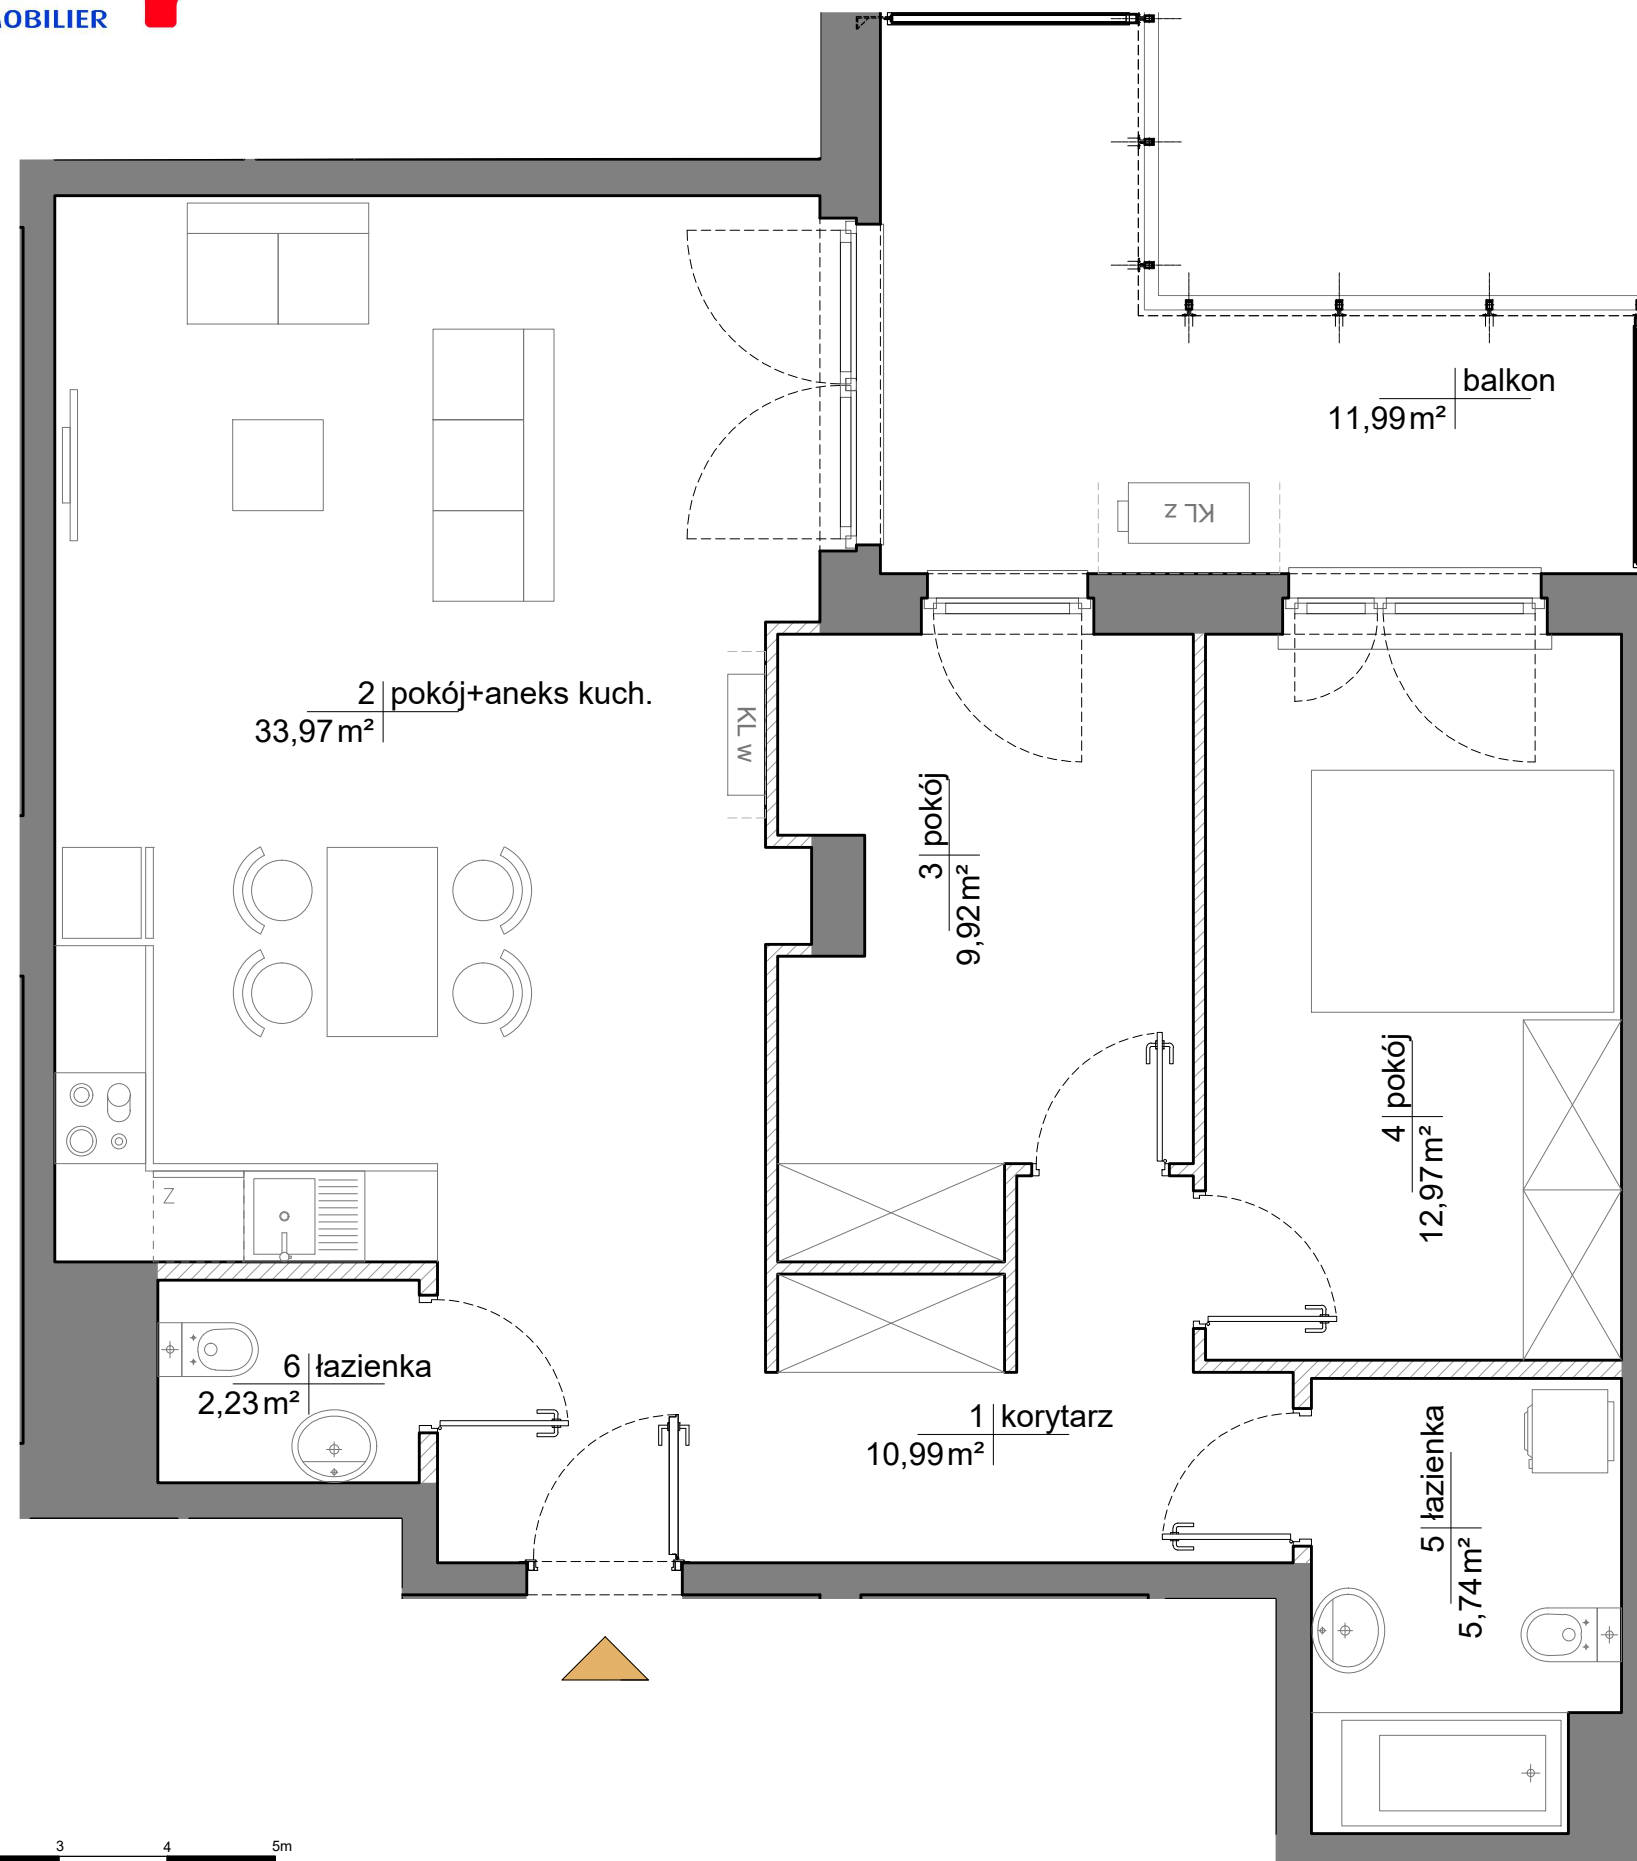 MOBILIER
balkon
11,99 m²
KL z
2 pokój+aneks kuch.
33,97 m²
KL w
3 pokój
9,92 m²
4 pokój
12,97 m²
Z
6 łazienka
2,23 m²
1 korytarz
10,99 m²
5 łazienka
5,74 m²
3 4 5m